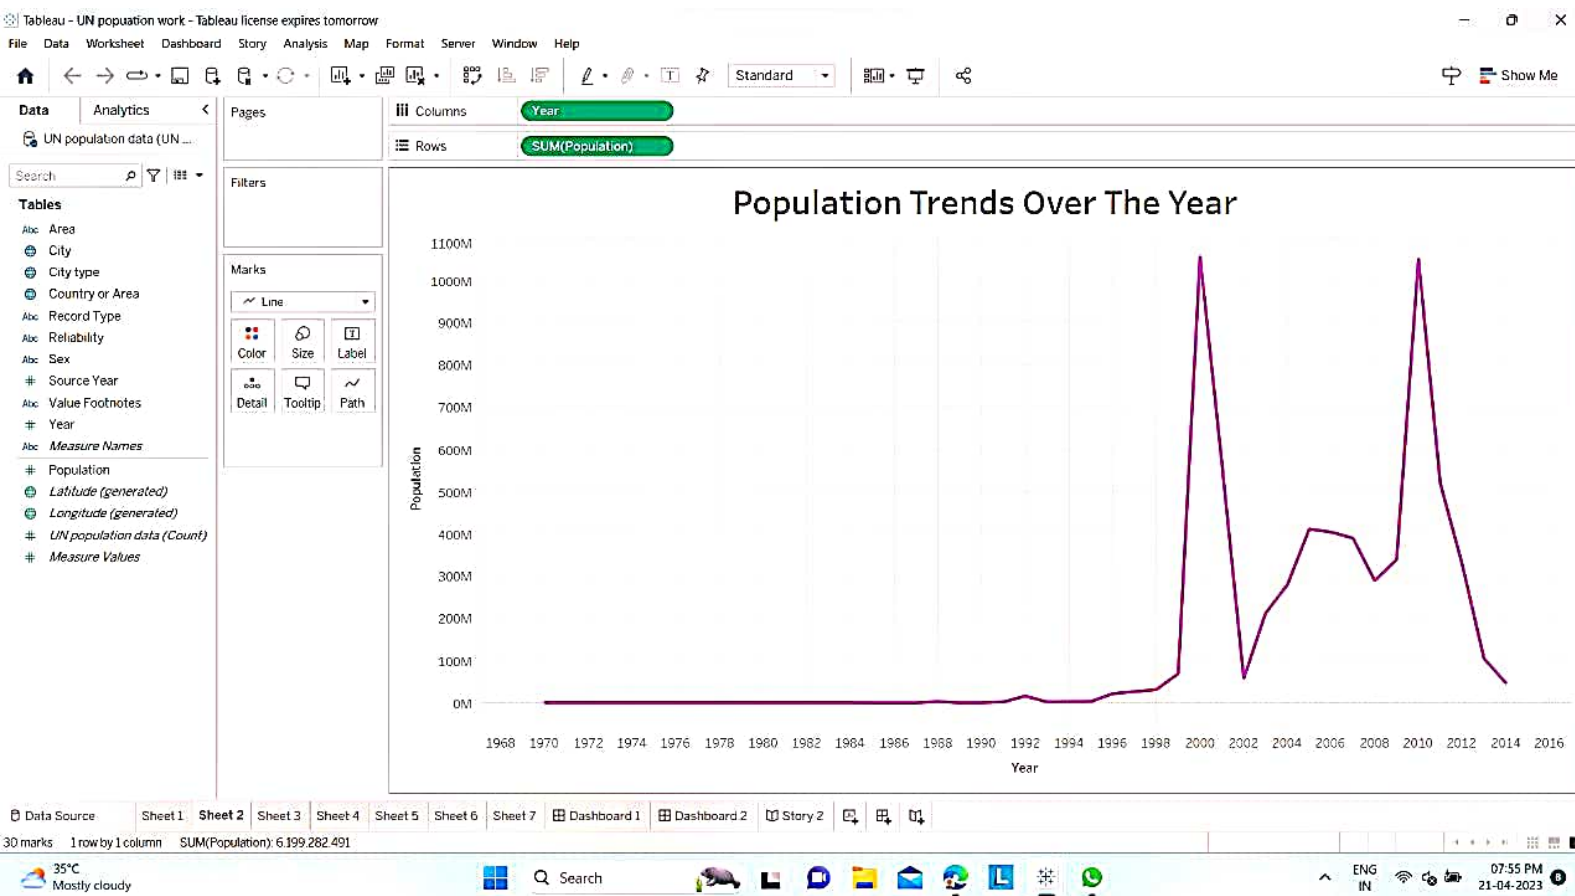 Tableau - UN popuation work - Tableau license expires tomorrow
File Data Worksheet Dashboard Story Analysis Map Format Server Window Help
Standard
Show Me
Data Analytics
UN population data (UN ...
Search
Tables
Abc Area
City
City type
Country or Area
Abc Record Type
Abc Reliability
Abc Sex
# Source Year
Abc Value Footnotes
# Year
Abc Measure Names
# Population
Latitude (generated)
Longitude (generated)
# UN population data (Count)
# Measure Values
Pages
Filters
Marks
Line
Color Size Label
Detail Tooltip Path
Columns Year
Rows SUM(Population)
Population Trends Over The Year
1100M
1000M
900M
800M
700M
600M
500M
400M
300M
200M
100M
0M
Population
1968 1970 1972 1974 1976 1978 1980 1982 1984 1986 1988 1990 1992 1994 1996 1998 2000 2002 2004 2006 2008 2010 2012 2014 2016
Year
Data Source Sheet 1 Sheet 2 Sheet 3 Sheet 4 Sheet 5 Sheet 6 Sheet 7 Dashboard 1 Dashboard 2 Story 2
30 marks 1 row by 1 column SUM(Population): 6.199.282.491
35°C
Mostly cloudy
Search
ENG
IN
07:55 PM
21-04-2023